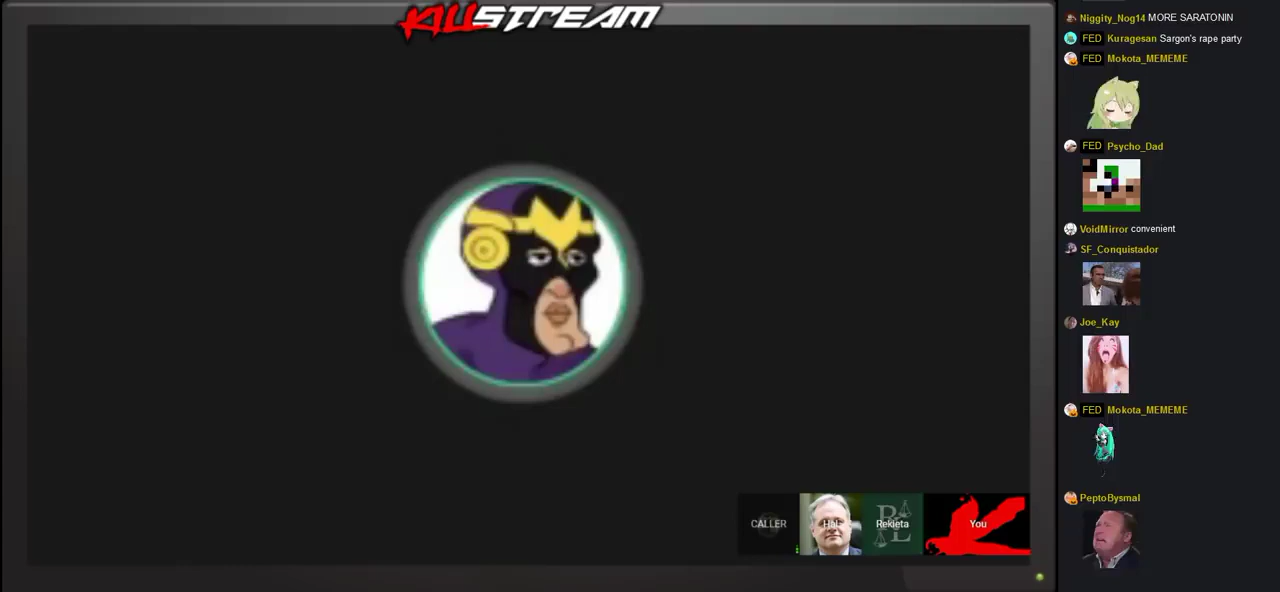 KILLSTREAM
CALLER
Hal
Rekieta
You
Niggity_Nog14 MORE SARATONIN
FED Kuragesan Sargon's rape party
FED Mokota_MEMEME
FED Psycho_Dad
VoidMirror convenient
SF_Conquistador
Joe_Kay
FED Mokota_MEMEME
PeptoBysmal